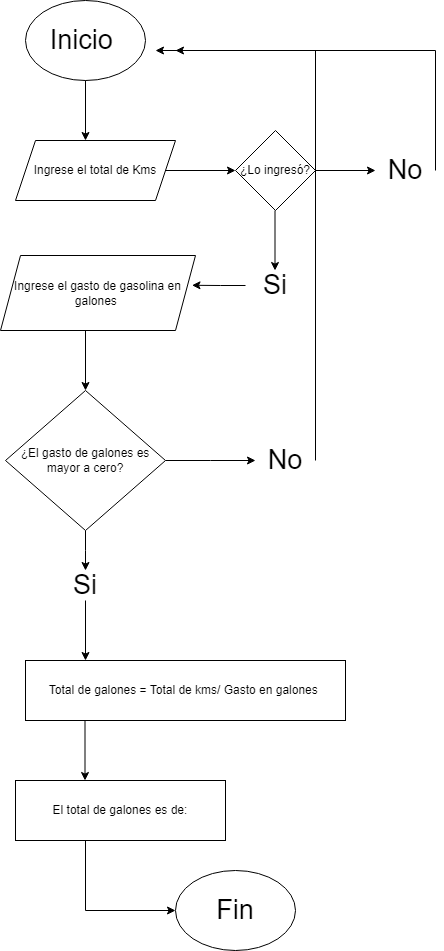 Inicio
Ingrese el total de Kms
¿Lo ingresó?
No
Si
Ingrese el gasto de gasolina en
galones
¿El gasto de galones es
mayor a cero?
No
Si
Total de galones = Total de kms/ Gasto en galones
El total de galones es de:
Fin